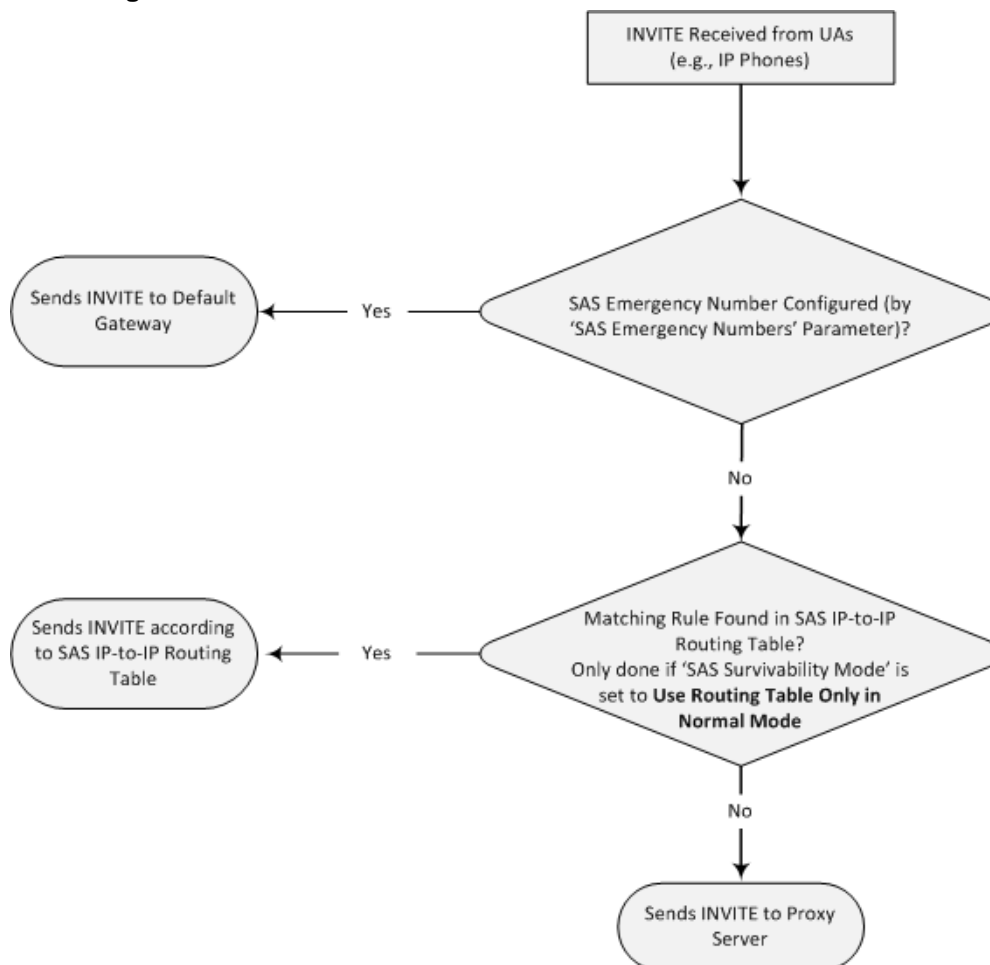 INVITE Received from UAs
(e.g., IP Phones)
SAS Emergency Number Configured (by
‘SAS Emergency Numbers’ Parameter)?
Yes
Sends INVITE to Default
Gateway
No
Matching Rule Found in SAS IP-to-IP
Routing Table?
Only done if ‘SAS Survivability Mode’ is
set to Use Routing Table Only in
Normal Mode
Yes
Sends INVITE according
to SAS IP-to-IP Routing
Table
No
Sends INVITE to Proxy
Server